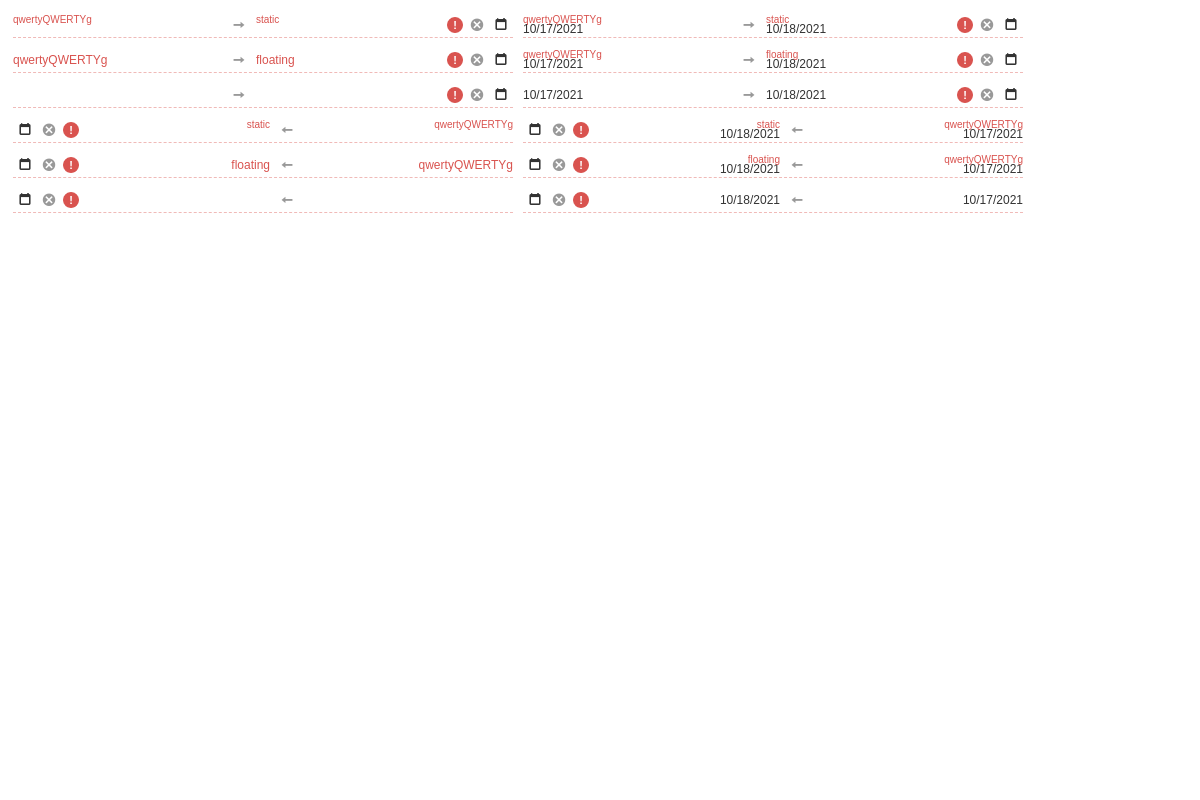 qwertyQWERTYg static qwertyQWERTYg static
10/17/2021 10/18/2021
qwertyQWERTYg floating qwertyQWERTYg floating
10/17/2021 10/18/2021
10/17/2021 10/18/2021
static qwertyQWERTYg static qwertyQWERTYg
10/18/2021 10/17/2021
floating qwertyQWERTYg floating qwertyQWERTYg
10/18/2021 10/17/2021
10/18/2021 10/17/2021